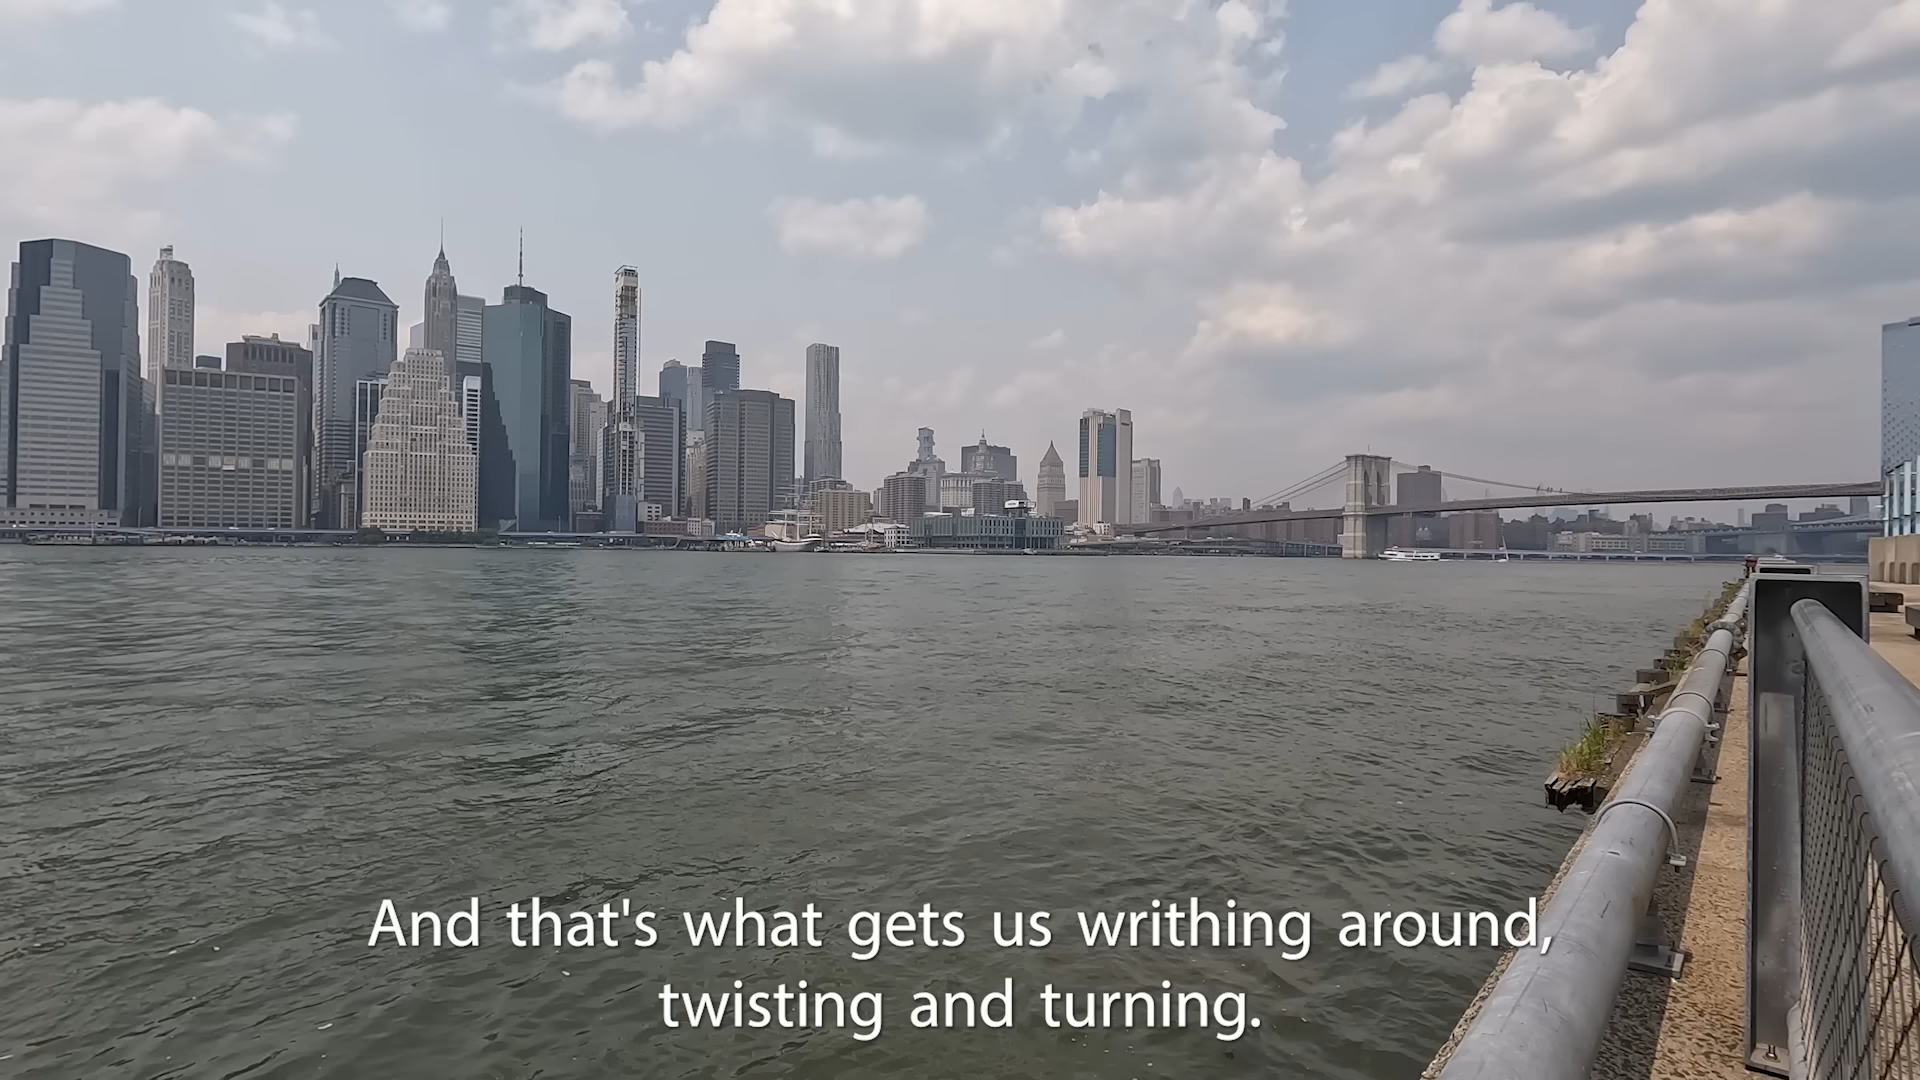 And that's what gets us writhing around,
twisting and turning.